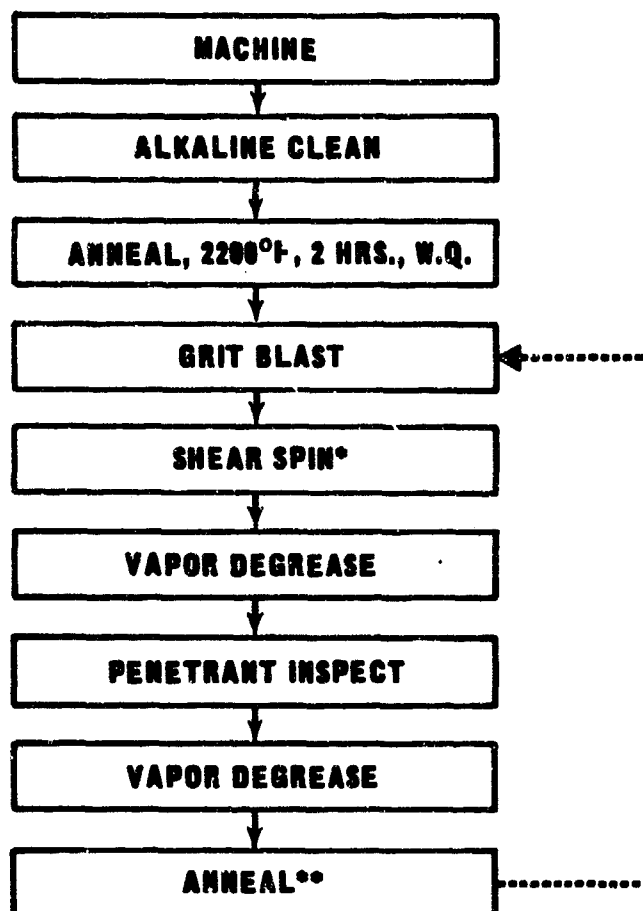 MACHINE
ALKALINE CLEAN
ANNEAL, 2200°F, 2 HRS., W.Q.
GRIT BLAST
SHEAR SPIN*
VAPOR DEGREASE
PENETRANT INSPECT
VAPOR DEGREASE
ANNEAL**